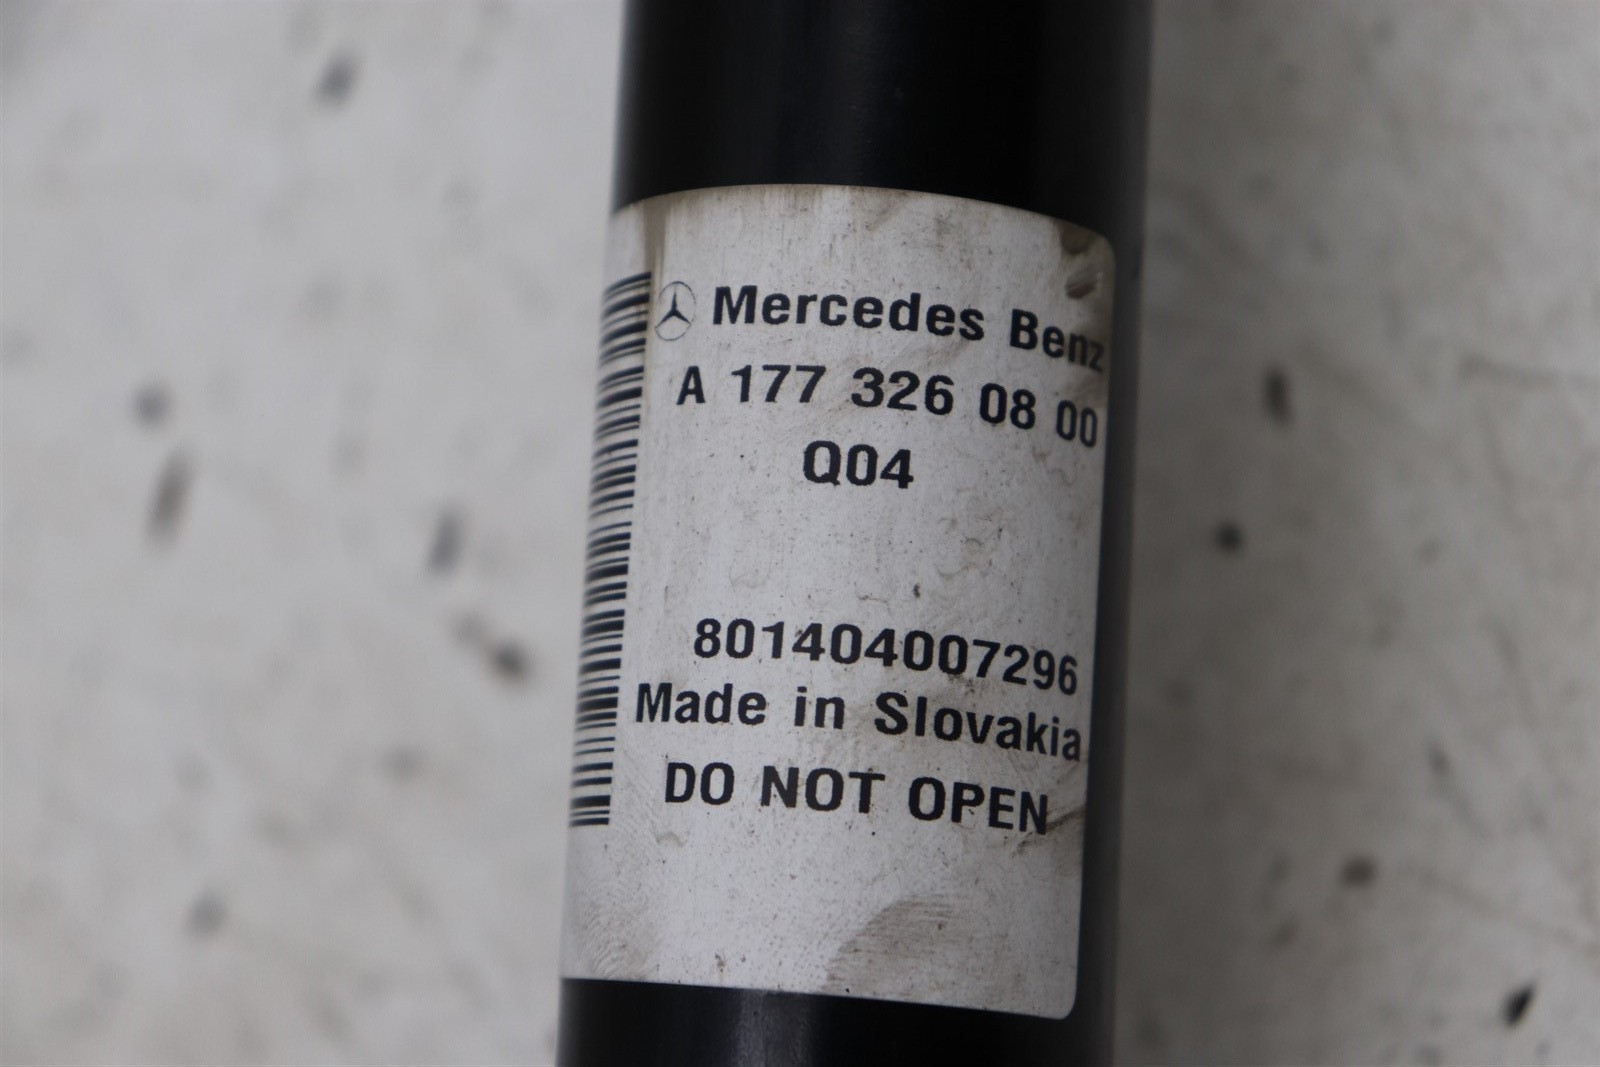 Mercedes Benz
A 177 326 08 00
Q04
801404007296
Made in Slovakia
DO NOT OPEN